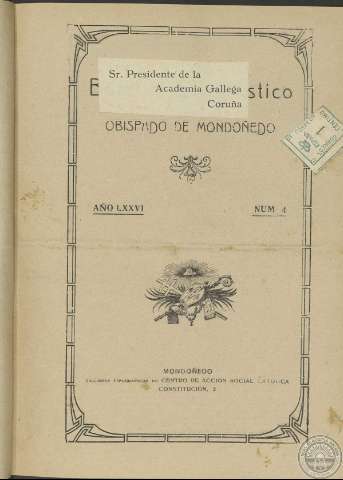 Sr. Presidente de la
Academia Gallega
Coruña
OBISPADO DE MONDOÑEDO
AÑO LXXVI
NUM 4
MONDOÑEDO
CENTRO DE ACCION SOCIAL CATOLICA
CONSTITUCIÓN, 2